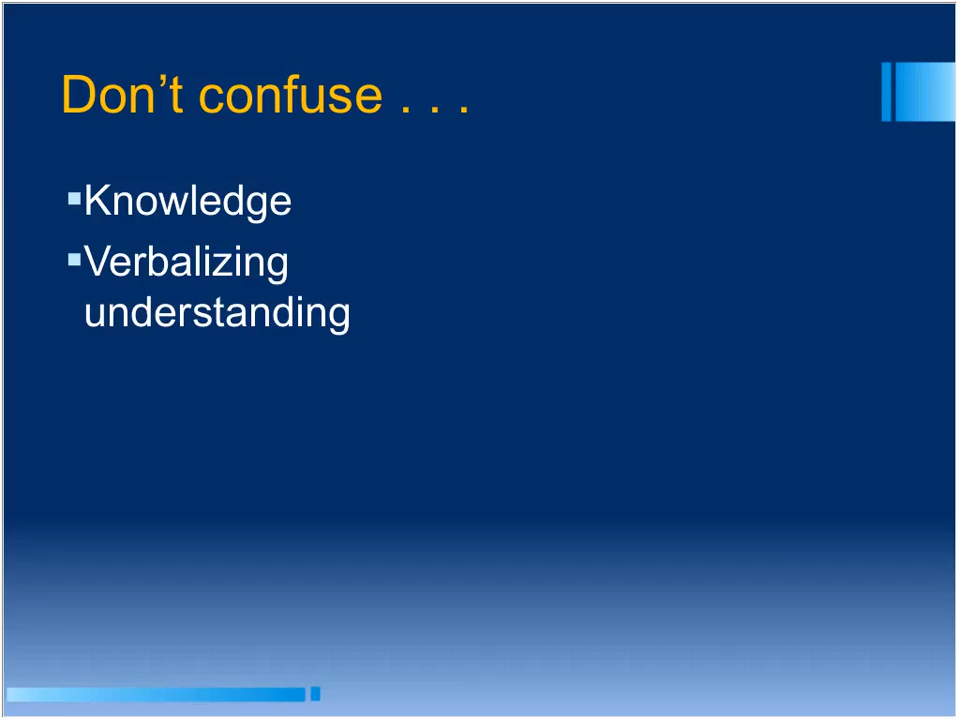 Don’t confuse . . .
Knowledge
Verbalizing
understanding